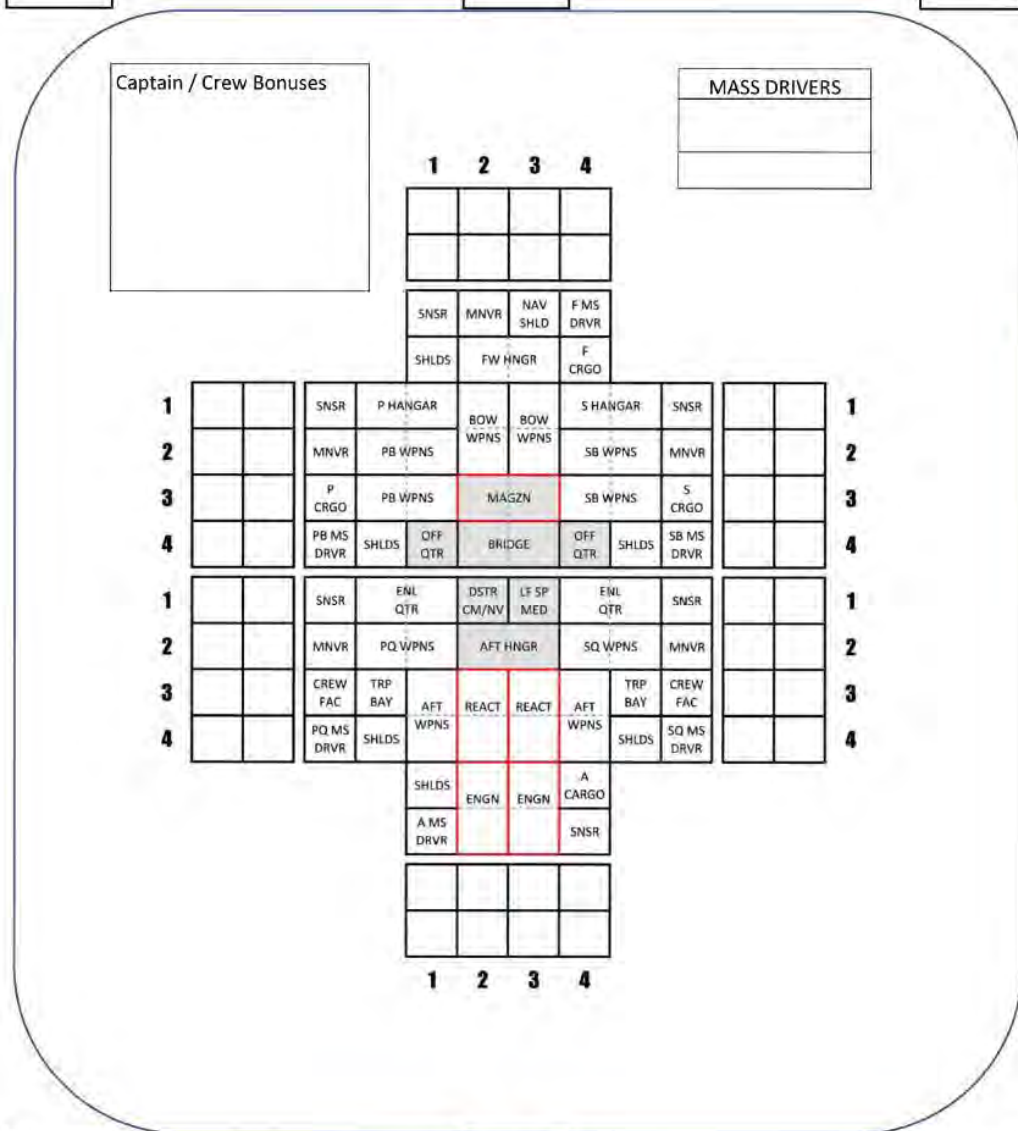 Captain / Crew Bonuses
MASS DRIVERS
1 2 3 4
SNSR MNVR NAV SHLD F MS DRVR
SHLDS FW HNGR F CRGO
1 SNSR P HANGAR BOW WPNS BOW WPNS S HANGAR SNSR 1
2 MNVR PB WPNS SB WPNS MNVR 2
3 P CRGO PB WPNS MAGZN SB WPNS S CRGO 3
4 PB MS DRVR SHLDS OFF QTR BRIDGE OFF QTR SHLDS SB MS DRVR 4
1 SNSR ENL QTR DSTR CM/NV LF SP MED ENL QTR SNSR 1
2 MNVR PQ WPNS AFT HNGR SQ WPNS MNVR 2
3 CREW FAC TRP BAY AFT WPNS REACT REACT AFT WPNS TRP BAY CREW FAC 3
4 PQ MS DRVR SHLDS SHLDS SQ MS DRVR 4
SHLDS ENGN ENGN A CARGO
A MS DRVR SNSR
1 2 3 4